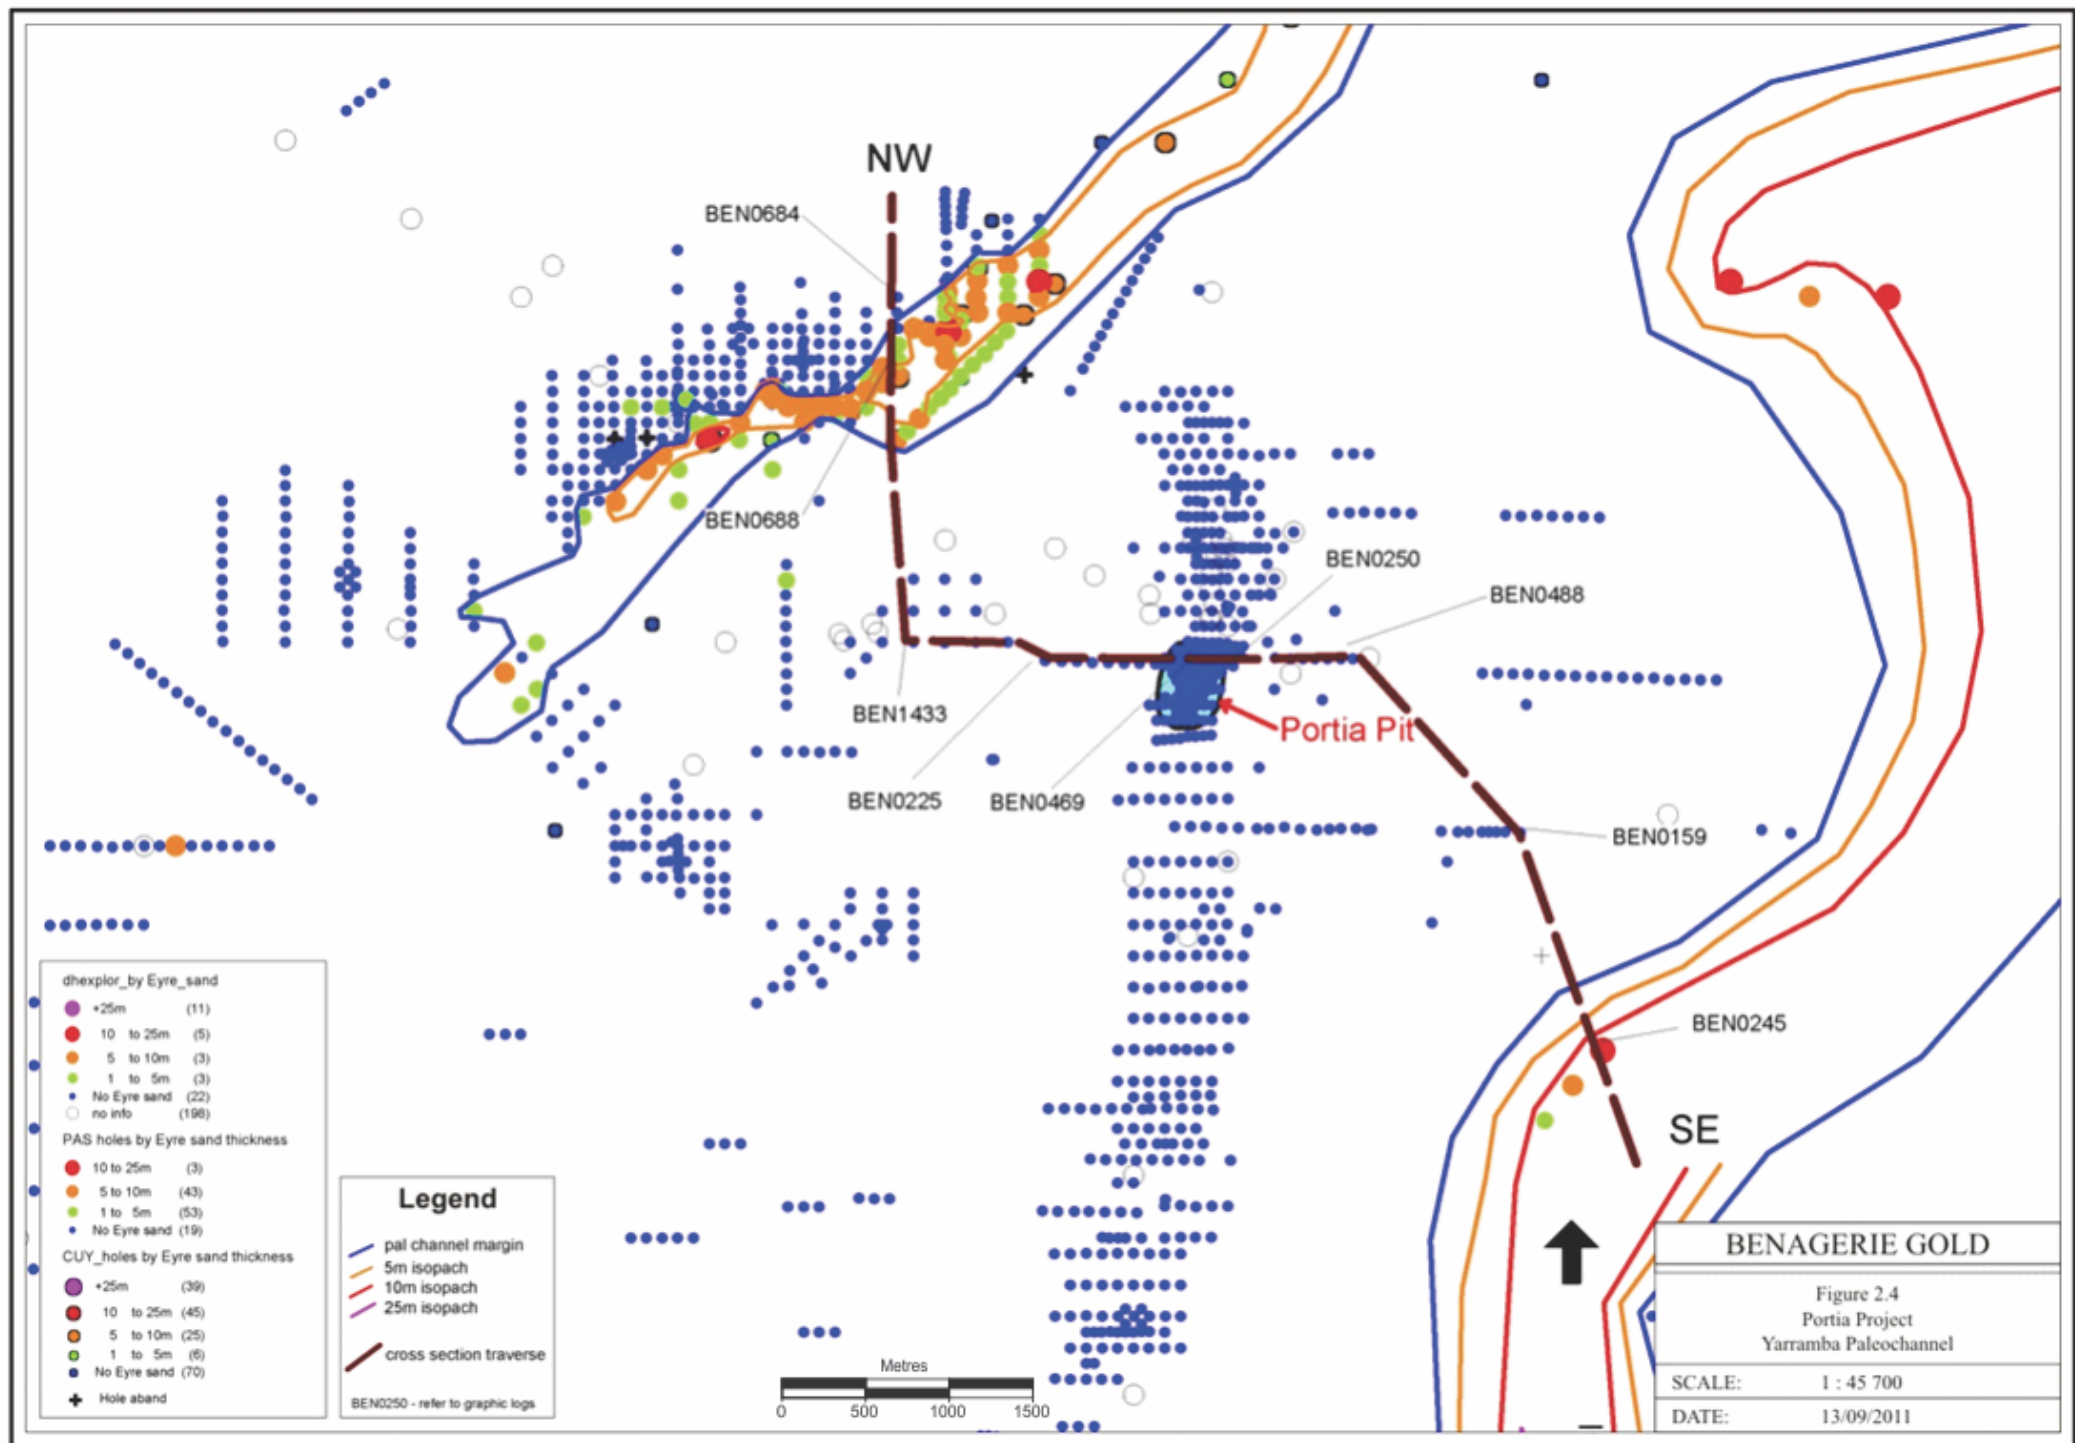 NW
BEN0684
BEN0688
BEN0250
BEN0488
BEN1433
Portia Pit
BEN0225
BEN0469
BEN0159
BEN0245
SE
dhexplor_by Eyre_sand
+25m (11)
10 to 25m (5)
5 to 10m (3)
1 to 5m (3)
No Eyre sand (22)
no info (198)
PAS holes by Eyre sand thickness
10 to 25m (3)
5 to 10m (43)
1 to 5m (53)
No Eyre sand (19)
CUY_holes by Eyre sand thickness
+25m (39)
10 to 25m (45)
5 to 10m (25)
1 to 5m (6)
No Eyre sand (70)
Hole aband
Legend
pal channel margin
5m isopach
10m isopach
25m isopach
cross section traverse
BEN0250 - refer to graphic logs
Metres
0 500 1000 1500
BENAGERIE GOLD
Figure 2.4
Portia Project
Yarramba Paleochannel
SCALE: 1 : 45 700
DATE: 13/09/2011